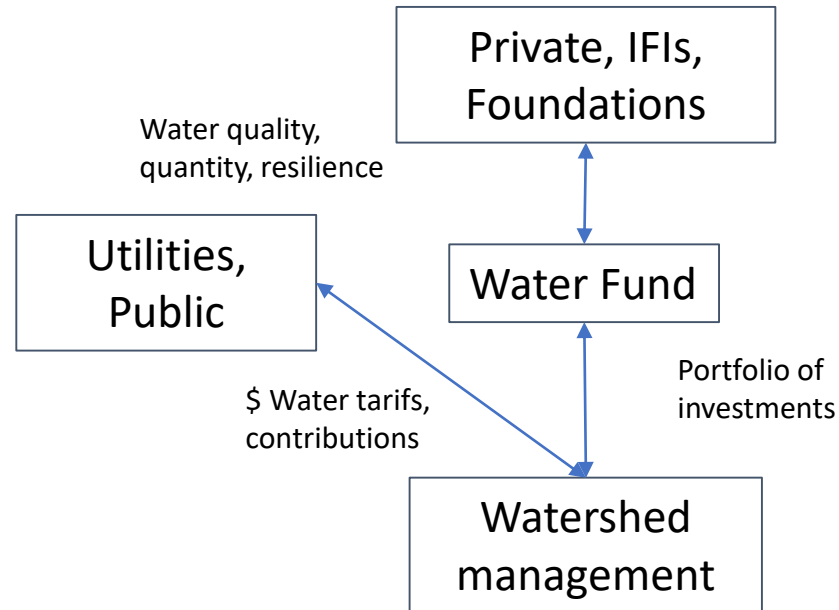 Private, IFIs,
Foundations
Water quality,
quantity, resilience
Utilities,
Public
Water Fund
$ Water tarifs,
contributions
Portfolio of
investments
Watershed
management